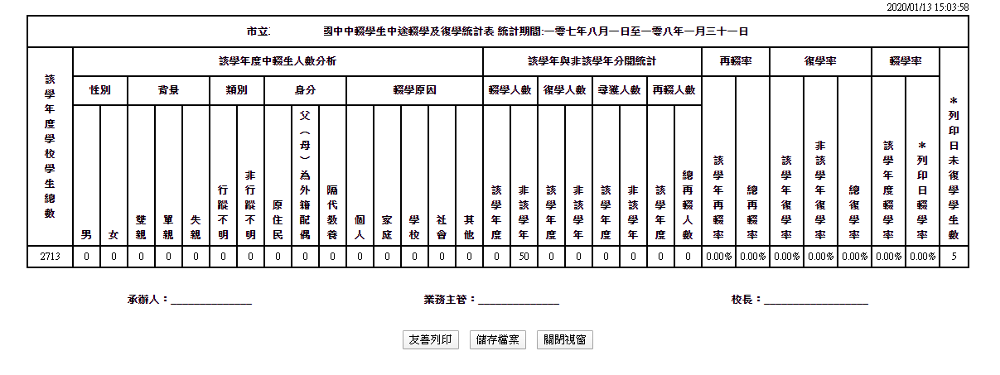 2020/01/13 15:03:58
市立: 國中中輟學生中途輟學及復學統計表 統計期間:一零七年八月一日至一零八年一月三十一日
該學年度學校學生總數
該學年度中輟生人數分析 該學年與非該學年分開統計 再輟率 復學率 輟學率 *列印日未復學學生數
性別 背景 類別 身分 輟學原因 輟學人數 復學人數 尋獲人數 再輟人數
男 女 雙親 單親 失親 行蹤不明 非行蹤不明 原住民 父（母）為外籍配偶 隔代教養 個人 家庭 學校 社會 其他 該學年度 非該學年 該學年度 非該學年 該學年度 非該學年 該學年度 總再輟人數 該學年再輟率 總再輟率 該學年復學率 非該學年復學率 總復學率 該學年度輟學率 *列印日輟學率
2713 0 0 0 0 0 0 0 0 0 0 0 0 0 0 0 0 50 0 0 0 0 0 0 0.00% 0.00% 0.00% 0.00% 0.00% 0.00% 0.00% 5
承辦人：______________ 業務主管：______________ 校長：__________________
友善列印 儲存檔案 關閉視窗